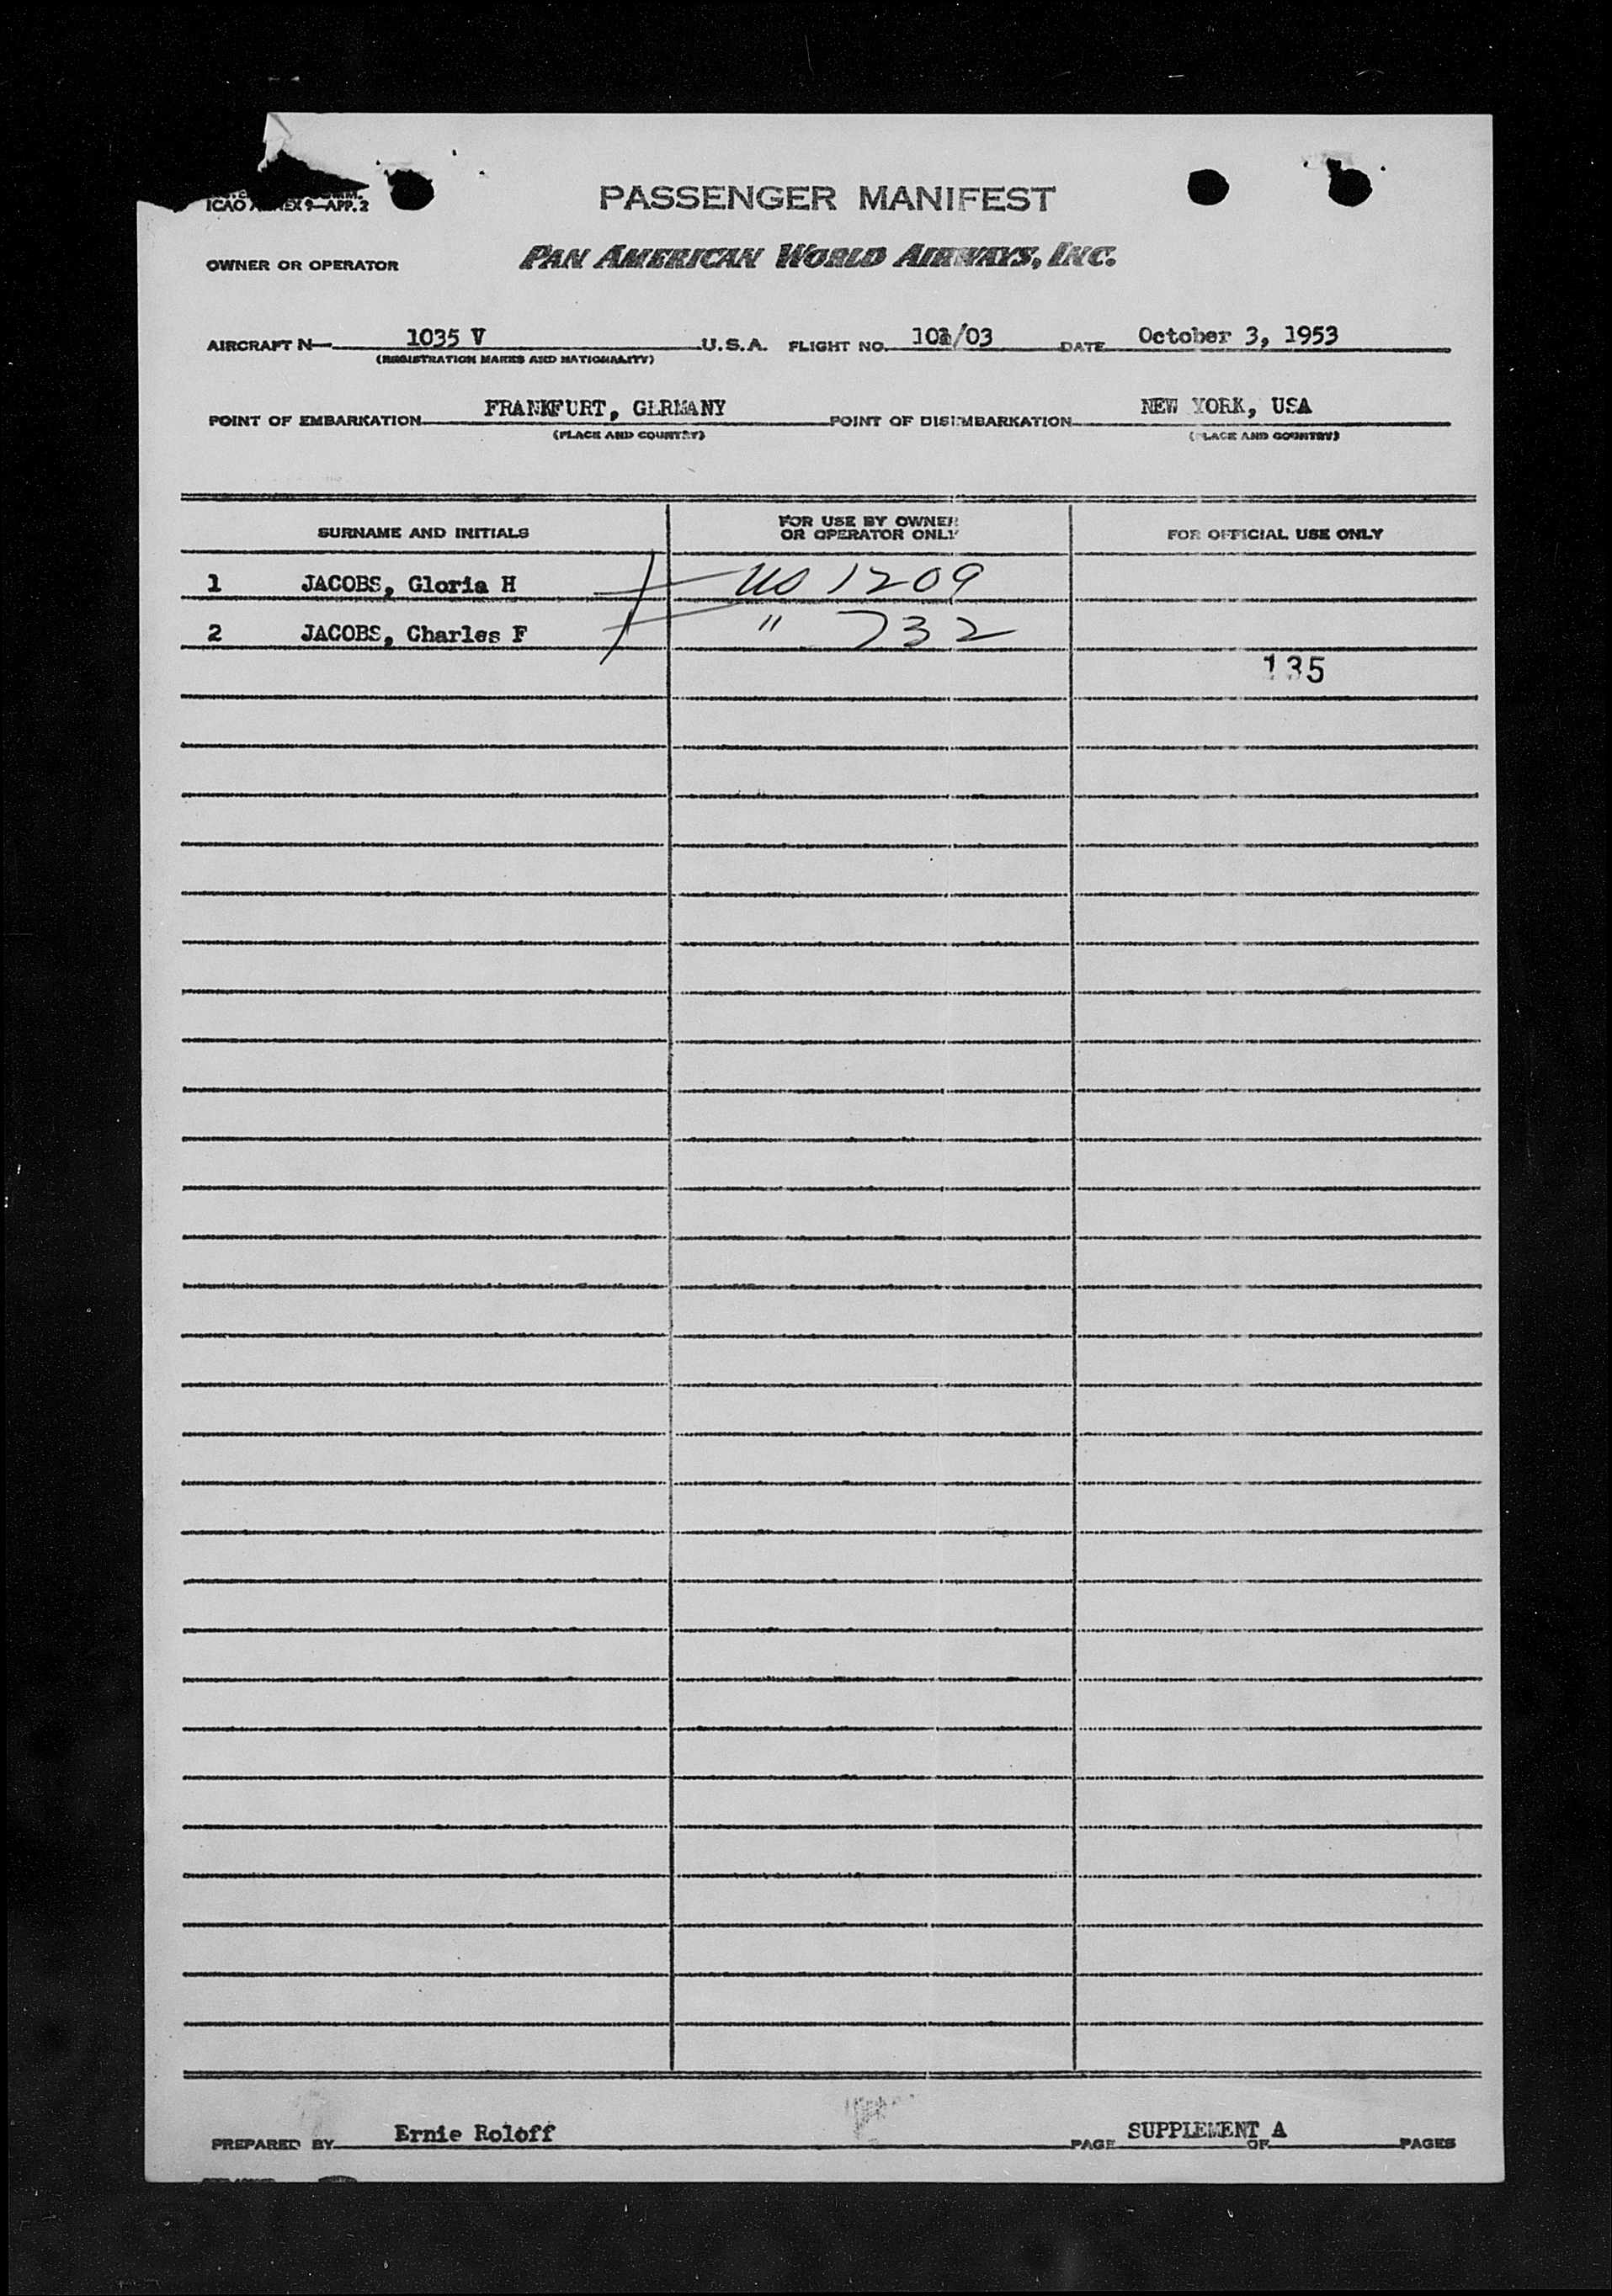 ICAO ANNEX 9—APP. 2
PASSENGER MANIFEST
OWNER OR OPERATOR PAN AMERICAN WORLD AIRWAYS, INC.
AIRCRAFT N— 1035 V U.S.A. FLIGHT NO. /03 DATE October 3, 1953
(REGISTRATION MARKS AND NATIONALITY)
POINT OF EMBARKATION FRANKFURT, GERMANY POINT OF DISEMBARKATION NEW YORK, USA
(PLACE AND COUNTRY) (PLACE AND COUNTRY)
SURNAME AND INITIALS FOR USE BY OWNER OR OPERATOR ONLY FOR OFFICIAL USE ONLY
1 JACOBS, Gloria H US 1209
2 JACOBS, Charles F " 732
135
PREPARED BY Ernie Roloff PAGE SUPPLEMENT A OF PAGES